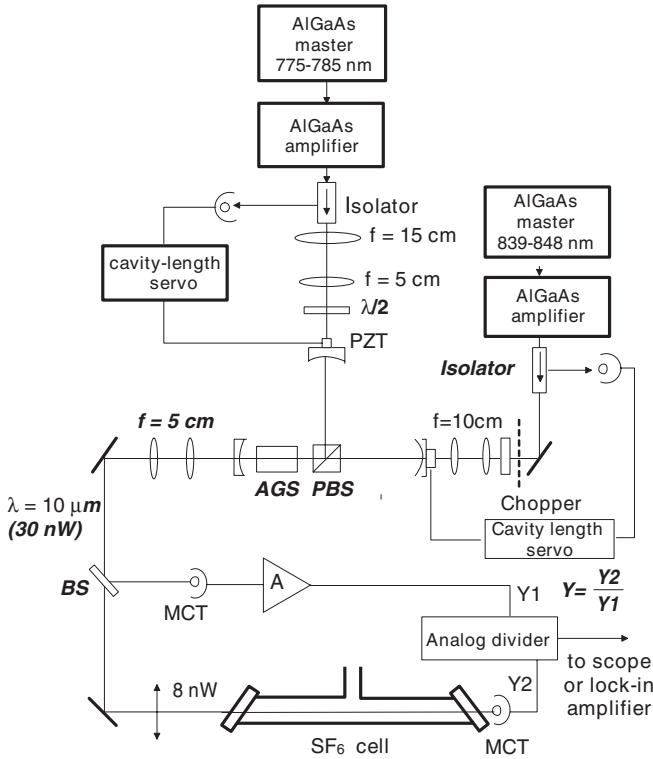 AlGaAs
master
775-785 nm
AlGaAs
amplifier
Isolator
f = 15 cm
cavity-length
servo
f = 5 cm
λ/2
PZT
AlGaAs
master
839-848 nm
AlGaAs
amplifier
Isolator
f = 5 cm
f=10cm
AGS
PBS
Chopper
λ = 10 μm
(30 nW)
Cavity length
servo
BS
MCT
A
Y1
Y= Y2
Y1
Analog divider
to scope
or lock-in
amplifier
8 nW
Y2
SF6 cell
MCT